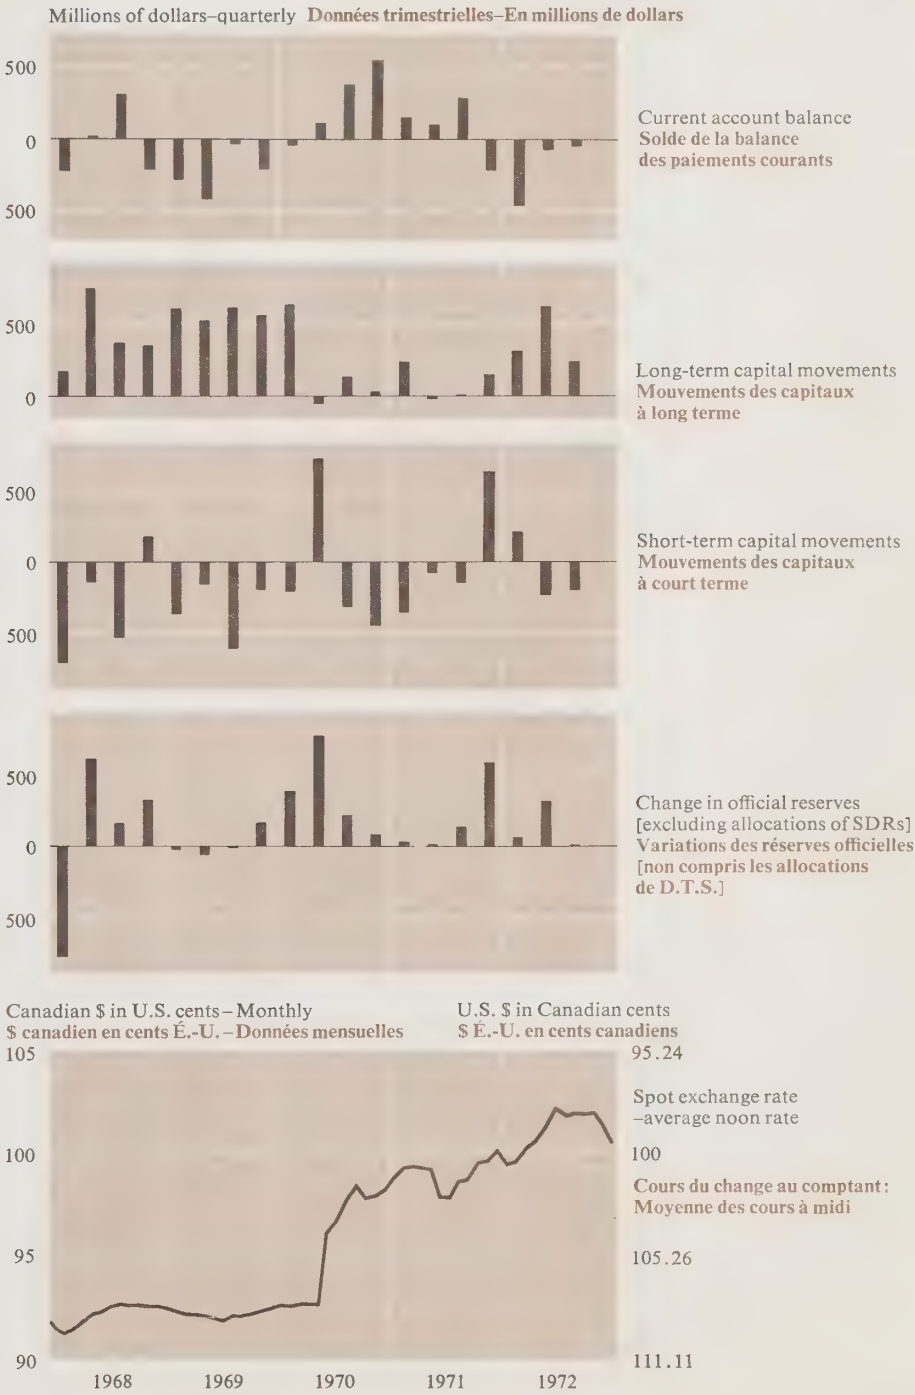 Millions of dollars–quarterly Données trimestrielles–En millions de dollars
500
0
500
Current account balance
Solde de la balance
des paiements courants
500
0
Long-term capital movements
Mouvements des capitaux
à long terme
500
0
500
Short-term capital movements
Mouvements des capitaux
à court terme
500
0
500
Change in official reserves
[excluding allocations of SDRs]
Variations des réserves officielles
[non compris les allocations
de D.T.S.]
Canadian $ in U.S. cents–Monthly
$ canadien en cents É.-U.–Données mensuelles
U.S. $ in Canadian cents
$ É.-U. en cents canadiens
105
100
95
90
95.24
Spot exchange rate
–average noon rate
100
Cours du change au comptant:
Moyenne des cours à midi
105.26
111.11
1968 1969 1970 1971 1972